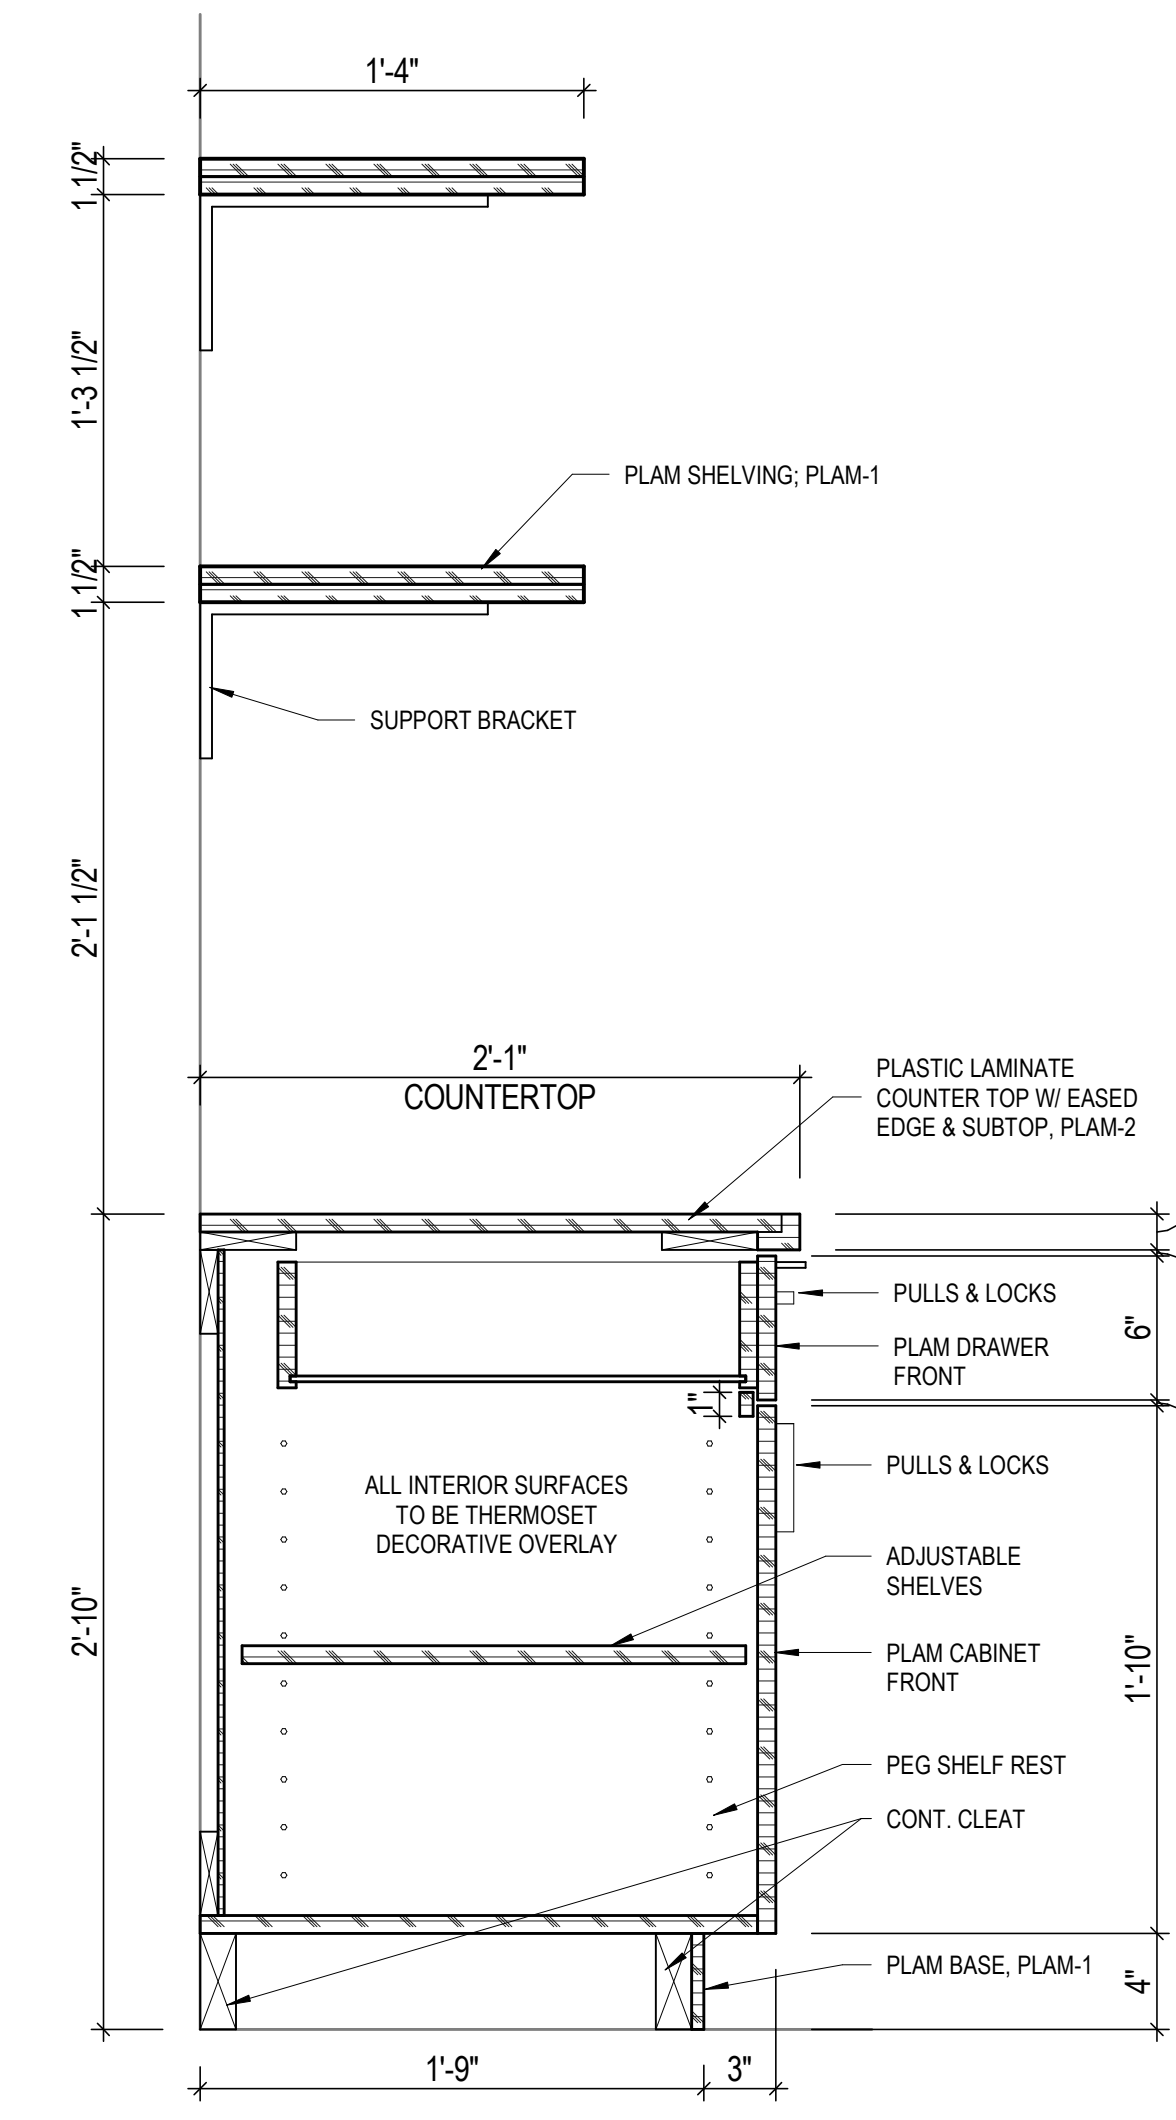 1'-4"
1 1/2"
1'-3 1/2"
PLAM SHELVING; PLAM-1
1 1/2"
SUPPORT BRACKET
2'-1 1/2"
2'-1"
COUNTERTOP
PLASTIC LAMINATE
COUNTER TOP W/ EASED
EDGE & SUBTOP, PLAM-2
PULLS & LOCKS
6"
PLAM DRAWER
FRONT
1"
PULLS & LOCKS
ALL INTERIOR SURFACES
TO BE THERMOSET
DECORATIVE OVERLAY
ADJUSTABLE
SHELVES
2'-10"
PLAM CABINET
FRONT
1'-10"
PEG SHELF REST
CONT. CLEAT
PLAM BASE, PLAM-1
4"
1'-9"
3"